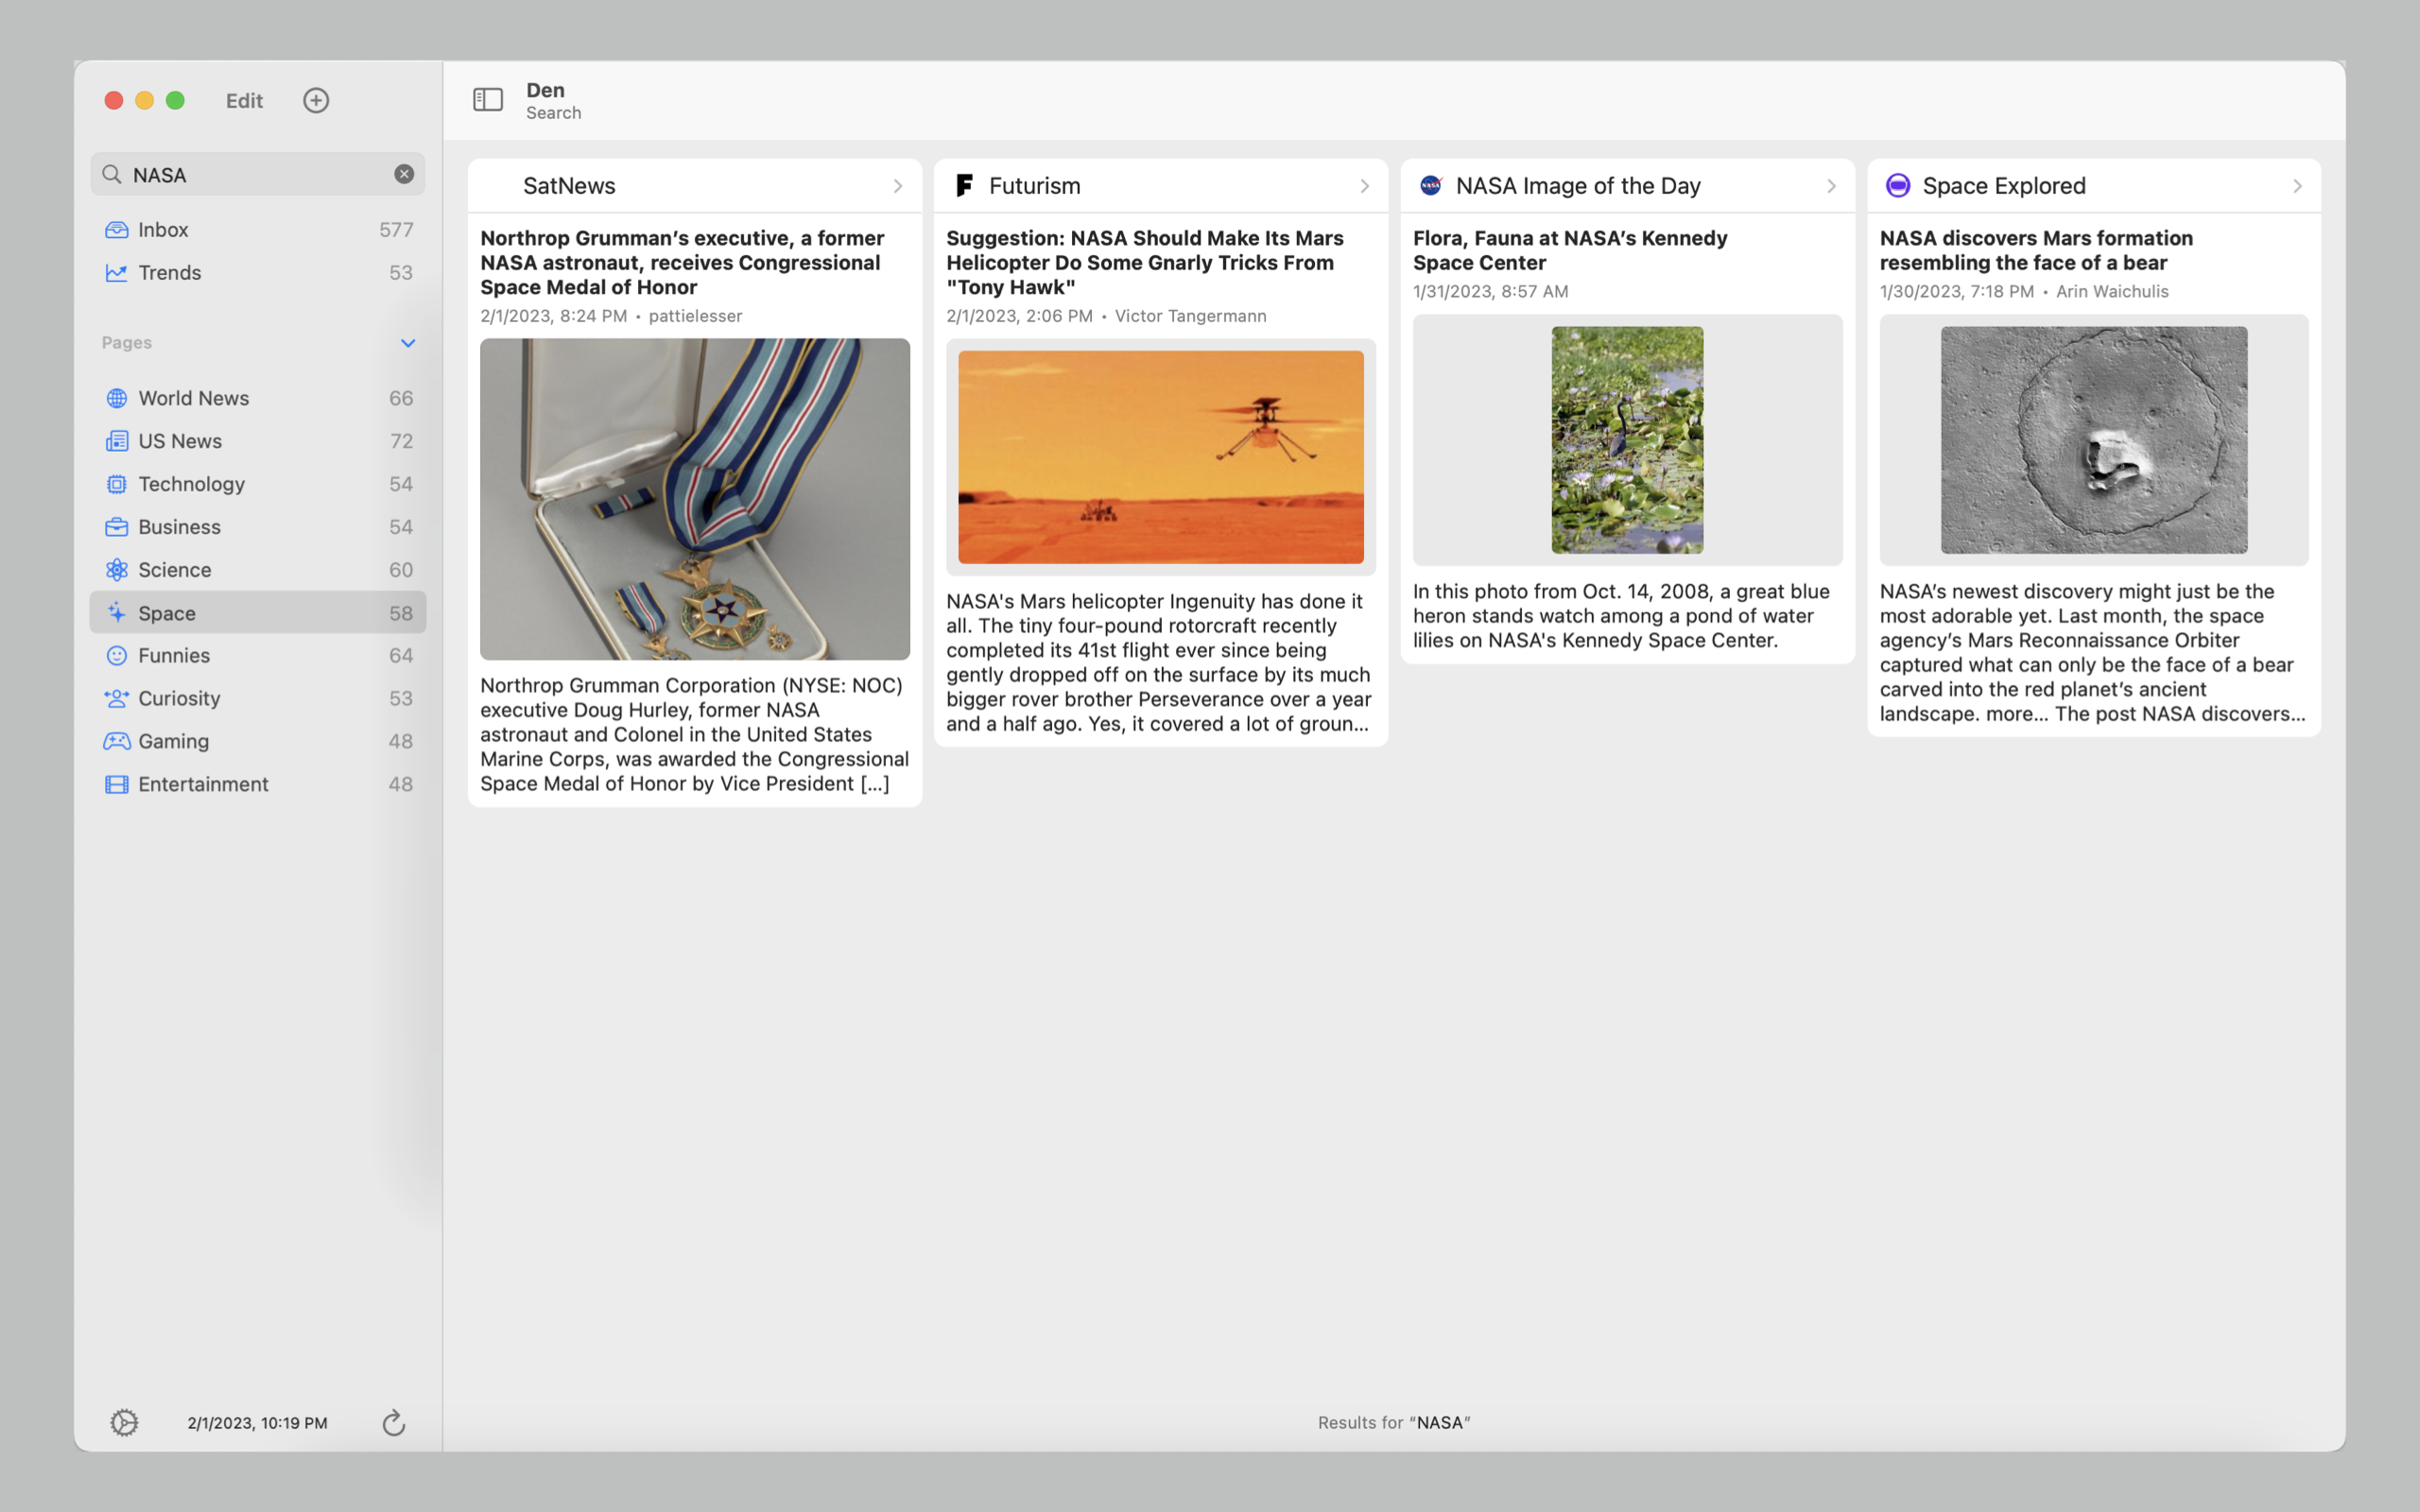 Edit
NASA
Inbox 577
Trends 53
Pages
World News 66
US News 72
Technology 54
Business 54
Science 60
Space 58
Funnies 64
Curiosity 53
Gaming 48
Entertainment 48
2/1/2023, 10:19 PM
Den
Search
SatNews
Northrop Grumman’s executive, a former
NASA astronaut, receives Congressional
Space Medal of Honor
2/1/2023, 8:24 PM • pattielesser
Northrop Grumman Corporation (NYSE: NOC)
executive Doug Hurley, former NASA
astronaut and Colonel in the United States
Marine Corps, was awarded the Congressional
Space Medal of Honor by Vice President [...]
Futurism
Suggestion: NASA Should Make Its Mars
Helicopter Do Some Gnarly Tricks From
"Tony Hawk"
2/1/2023, 2:06 PM • Victor Tangermann
NASA's Mars helicopter Ingenuity has done it
all. The tiny four-pound rotorcraft recently
completed its 41st flight ever since being
gently dropped off on the surface by its much
bigger rover brother Perseverance over a year
and a half ago. Yes, it covered a lot of groun...
NASA
NASA Image of the Day
Flora, Fauna at NASA’s Kennedy
Space Center
1/31/2023, 8:57 AM
In this photo from Oct. 14, 2008, a great blue
heron stands watch among a pond of water
lilies on NASA's Kennedy Space Center.
Space Explored
NASA discovers Mars formation
resembling the face of a bear
1/30/2023, 7:18 PM • Arin Waichulis
NASA’s newest discovery might just be the
most adorable yet. Last month, the space
agency’s Mars Reconnaissance Orbiter
captured what can only be the face of a bear
carved into the red planet’s ancient
landscape. more... The post NASA discovers...
Results for “NASA”